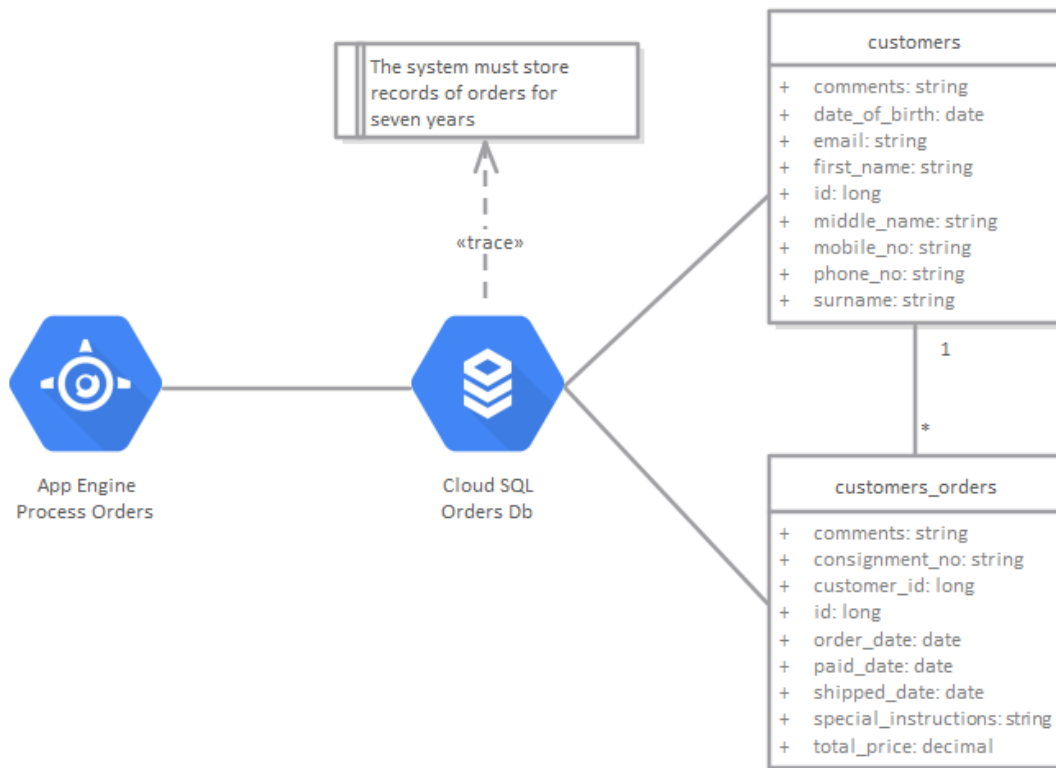 The system must store
records of orders for
seven years
«trace»
App Engine
Process Orders
Cloud SQL
Orders Db
customers
+ comments: string
+ date_of_birth: date
+ email: string
+ first_name: string
+ id: long
+ middle_name: string
+ mobile_no: string
+ phone_no: string
+ surname: string
1
*
customers_orders
+ comments: string
+ consignment_no: string
+ customer_id: long
+ id: long
+ order_date: date
+ paid_date: date
+ shipped_date: date
+ special_instructions: string
+ total_price: decimal